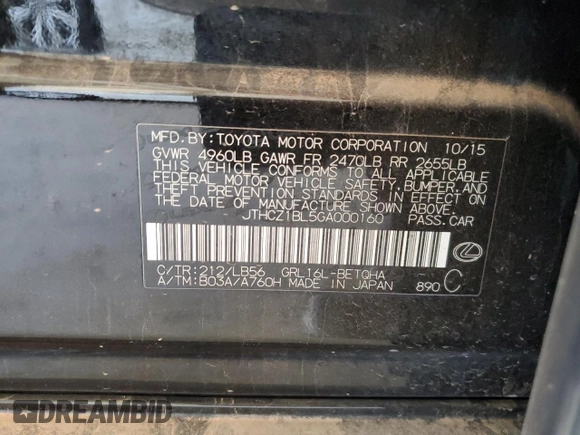 MFD.BY:TOYOTA MOTOR CORPORATION 10/15
GVWR 4960LB GAWR FR 2470LB RR 2655LB
THIS VEHICLE CONFORMS TO ALL APPLICABLE
FEDERAL MOTOR VEHICLE SAFETY,BUMPER,AND
THEFT PREVENTION STANDARDS IN EFFECT ON
THE DATE OF MANUFACTURE SHOWN ABOVE.
JTHCZ1BL5GA000160 PASS.CAR
C/TR:212/LB56 GRL16L-BETQHA
A/TM:B03A/A760H MADE IN JAPAN 890 C
DREAMBID